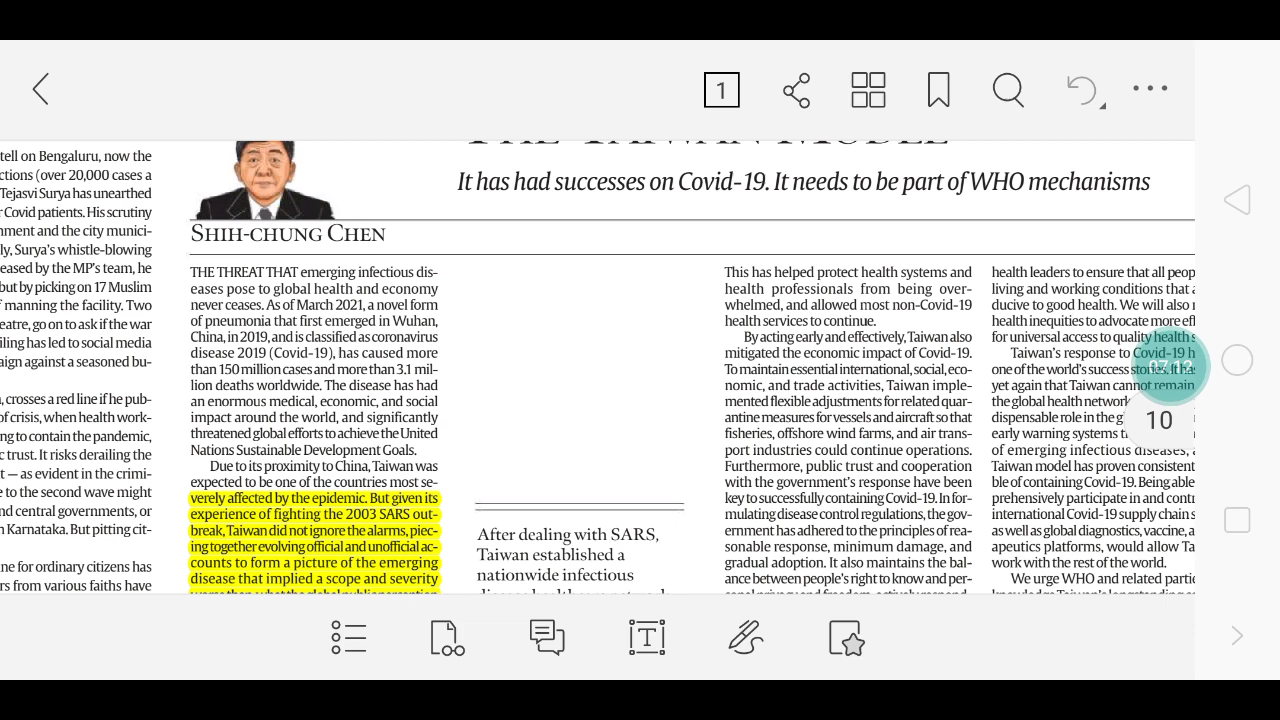 1
THE TAIWAN MODEL
It has had successes on Covid-19. It needs to be part of WHO mechanisms
SHIH-CHUNG CHEN
tell on Bengaluru, now the
ctions (over 20,000 cases a
Tejasvi Surya has unearthed
r Covid patients. His scrutiny
nment and the city munici-
ly, Surya's whistle-blowing
eased by the MP's team, he
but by picking on 17 Muslim
f manning the facility. Two
eatre, go on to ask if the war
iling has led to social media
aign against a seasoned bu-
, crosses a red line if he pub-
of crisis, when health work-
ng to contain the pandemic,
c trust. It risks derailing the
t — as evident in the crimi-
e to the second wave might
nd central governments, or
n Karnataka. But pitting cit-
ine for ordinary citizens has
rs from various faiths have
THE THREAT THAT emerging infectious dis-
eases pose to global health and economy
never ceases. As of March 2021, a novel form
of pneumonia that first emerged in Wuhan,
China, in 2019, and is classified as coronavirus
disease 2019 (Covid-19), has caused more
than 150 million cases and more than 3.1 mil-
lion deaths worldwide. The disease has had
an enormous medical, economic, and social
impact around the world, and significantly
threatened global efforts to achieve the United
Nations Sustainable Development Goals.
Due to its proximity to China, Taiwan was
expected to be one of the countries most se-
verely affected by the epidemic. But given its
experience of fighting the 2003 SARS out-
break, Taiwan did not ignore the alarms, piec-
ing together evolving official and unofficial ac-
counts to form a picture of the emerging
disease that implied a scope and severity
worse than what the global public perception
After dealing with SARS,
Taiwan established a
nationwide infectious
This has helped protect health systems and
health professionals from being over-
whelmed, and allowed most non-Covid-19
health services to continue.
By acting early and effectively, Taiwan also
mitigated the economic impact of Covid-19.
To maintain essential international, social, eco-
nomic, and trade activities, Taiwan imple-
mented flexible adjustments for related quar-
antine measures for vessels and aircraft so that
fisheries, offshore wind farms, and air trans-
port industries could continue operations.
Furthermore, public trust and cooperation
with the government's response have been
key to successfully containing Covid-19. In for-
mulating disease control regulations, the gov-
ernment has adhered to the principles of rea-
sonable response, minimum damage, and
gradual adoption. It also maintains the bal-
ance between people's right to know and per-
sonal privacy and freedom, actively respond-
health leaders to ensure that all peop
living and working conditions that a
ducive to good health. We will also
health inequities to advocate more eff
for universal access to quality health s
Taiwan's response to Covid-19 h
one of the world's success
yet again that Taiwan cannot remain
the global health network
dispensable role in the g
early warning systems
of emerging infectious diseases, a
Taiwan model has proven consistent
ble of containing Covid-19. Being able
prehensively participate in and contr
international Covid-19 supply chain s
as well as global diagnostics, vaccine, a
apeutics platforms, would allow Ta
work with the rest of the world.
We urge WHO and related partie
07:12
10
T